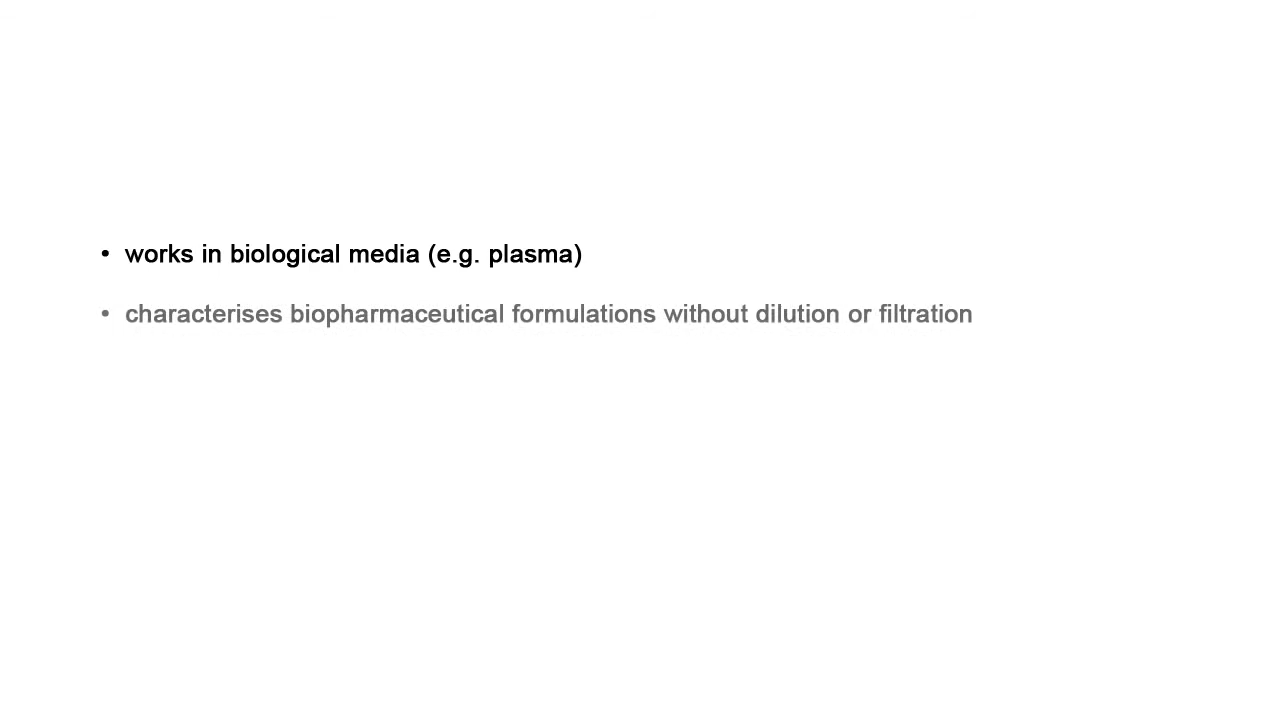 • works in biological media (e.g. plasma)
• characterises biopharmaceutical formulations without dilution or filtration